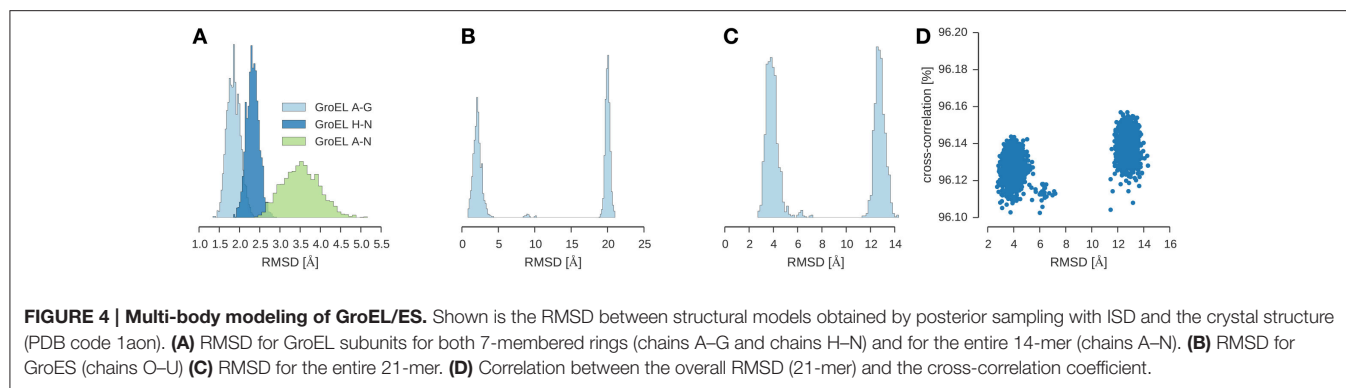 A
B
C
D
GroEL A-G
GroEL H-N
GroEL A-N
1.0 1.5 2.0 2.5 3.0 3.5 4.0 4.5 5.0 5.5
RMSD [Å]
0 5 10 15 20 25
RMSD [Å]
0 2 4 6 8 10 12 14
RMSD [Å]
cross-correlation [%]
96.20
96.18
96.16
96.14
96.12
96.10
2 4 6 8 10 12 14 16
RMSD [Å]
FIGURE 4 | Multi-body modeling of GroEL/ES. Shown is the RMSD between structural models obtained by posterior sampling with ISD and the crystal structure
(PDB code 1aon). (A) RMSD for GroEL subunits for both 7-membered rings (chains A–G and chains H–N) and for the entire 14-mer (chains A–N). (B) RMSD for
GroES (chains O–U) (C) RMSD for the entire 21-mer. (D) Correlation between the overall RMSD (21-mer) and the cross-correlation coefficient.